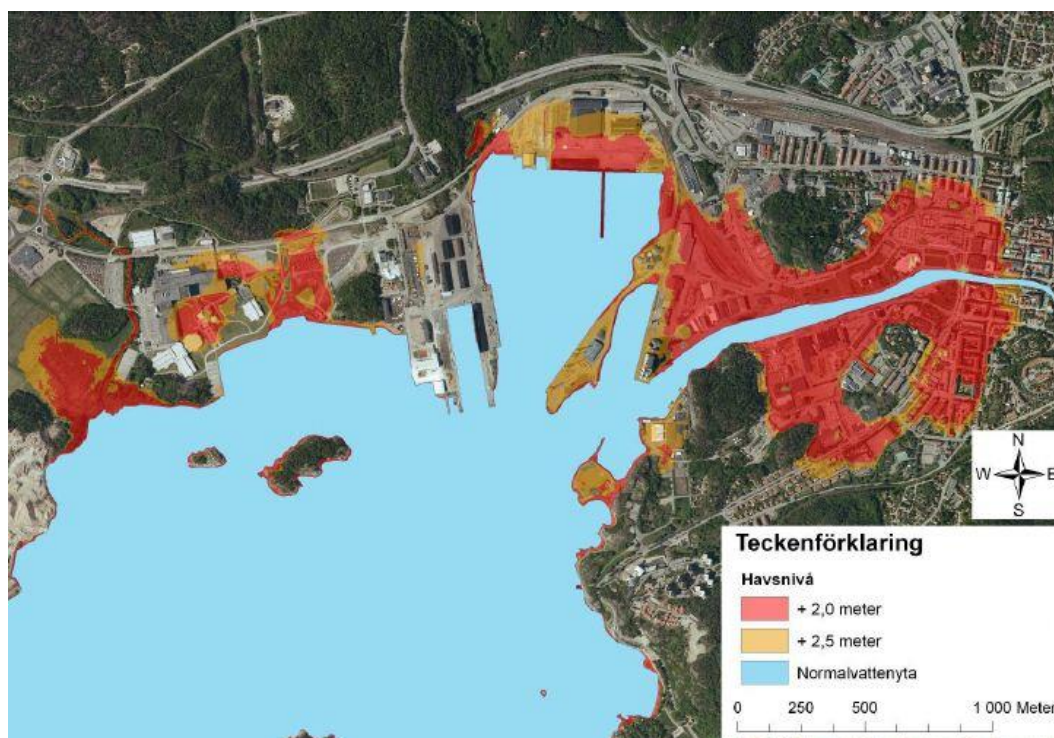 N
W E
S
Teckenförklaring
Havsnivå
+ 2,0 meter
+ 2,5 meter
Normalvattenyta
0 250 500 1 000 Meter